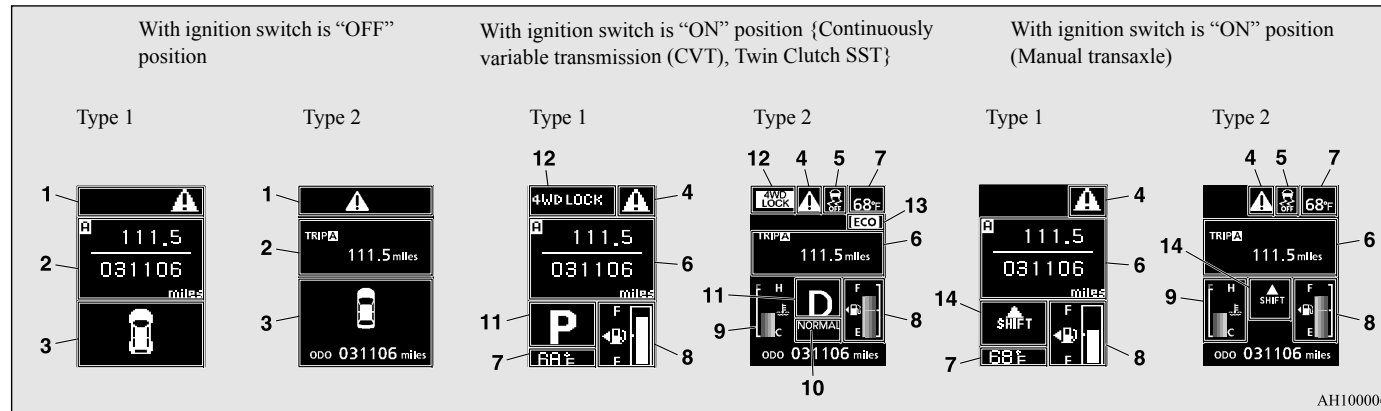 With ignition switch is “OFF”
position
With ignition switch is “ON” position {Continuously
variable transmission (CVT), Twin Clutch SST}
With ignition switch is “ON” position
(Manual transaxle)
Type 1
Type 2
Type 1
Type 2
Type 1
Type 2
1
A
111.5
031106
miles
2
3
1
TRIP A
111.5 miles
2
3
ODO 031106 miles
12
4WD LOCK
4
A
111.5
031106
miles
6
11
P
7
F
8
12 4 5 7
4WD
LOCK
OFF
68°F
13
ECO
TRIP A
111.5 miles
6
11
9
F H
C
D
NORMAL
F
E
8
ODO 031106 miles
10
4
A
111.5
031106
miles
6
14
SHIFT
7
68°F
F
8
4 5 7
OFF
68°F
TRIP A
111.5 miles
6
14
9
F H
C
SHIFT
F
E
8
ODO 031106 miles